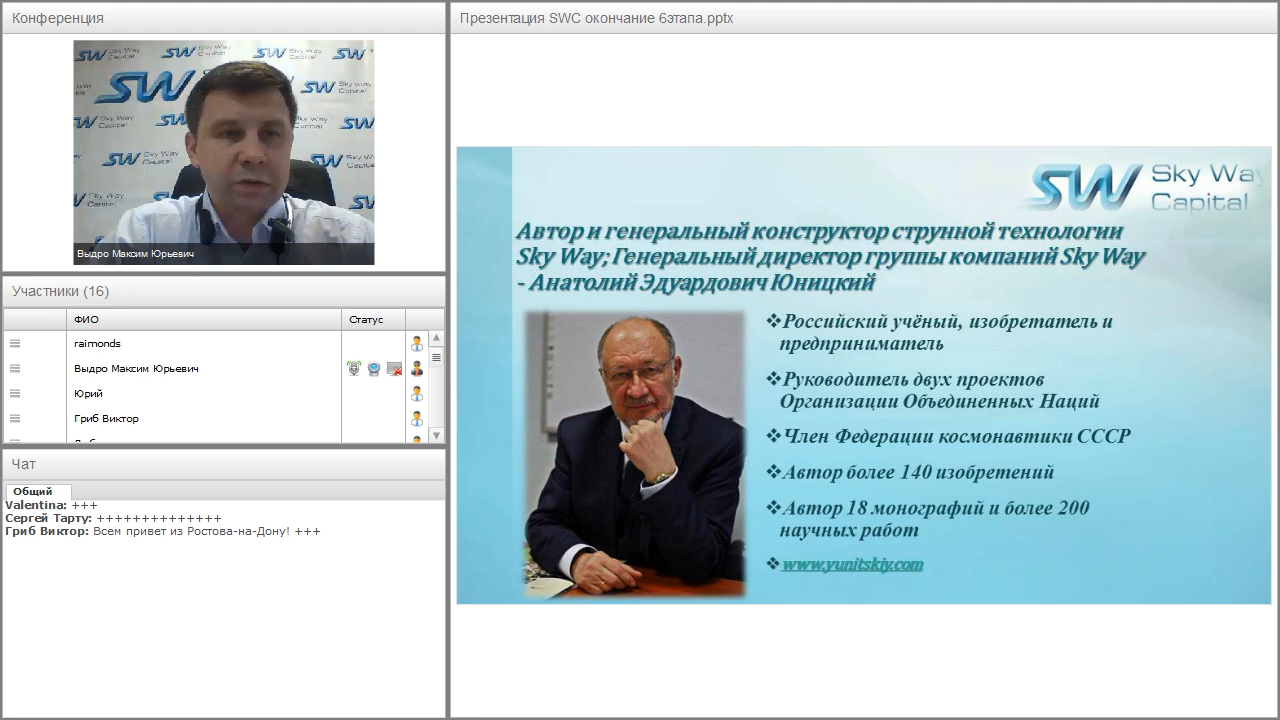 Конференция
Sky Way
Capital
SW
Sky Way
Capital
Выдро Максим Юрьевич
Участники (16)
ФИО
Статус
raimonds
Выдро Максим Юрьевич
Юрий
Гриб Виктор
Чат
Общий
Valentina: +++
Сергей Тарту: ++++++++++++++
Гриб Виктор: Всем привет из Ростова-на-Дону! +++
Презентация SWC окончание 6этапа.pptx
SW Sky Way
Capital
Автор и генеральный конструктор струнной технологии
Sky Way; Генеральный директор группы компаний Sky Way
- Анатолий Эдуардович Юницкий
❖Российский учёный, изобретатель и
предприниматель
❖Руководитель двух проектов
Организации Объединенных Наций
❖Член Федерации космонавтики СССР
❖Автор более 140 изобретений
❖Автор 18 монографий и более 200
научных работ
❖www.yunitskiy.com